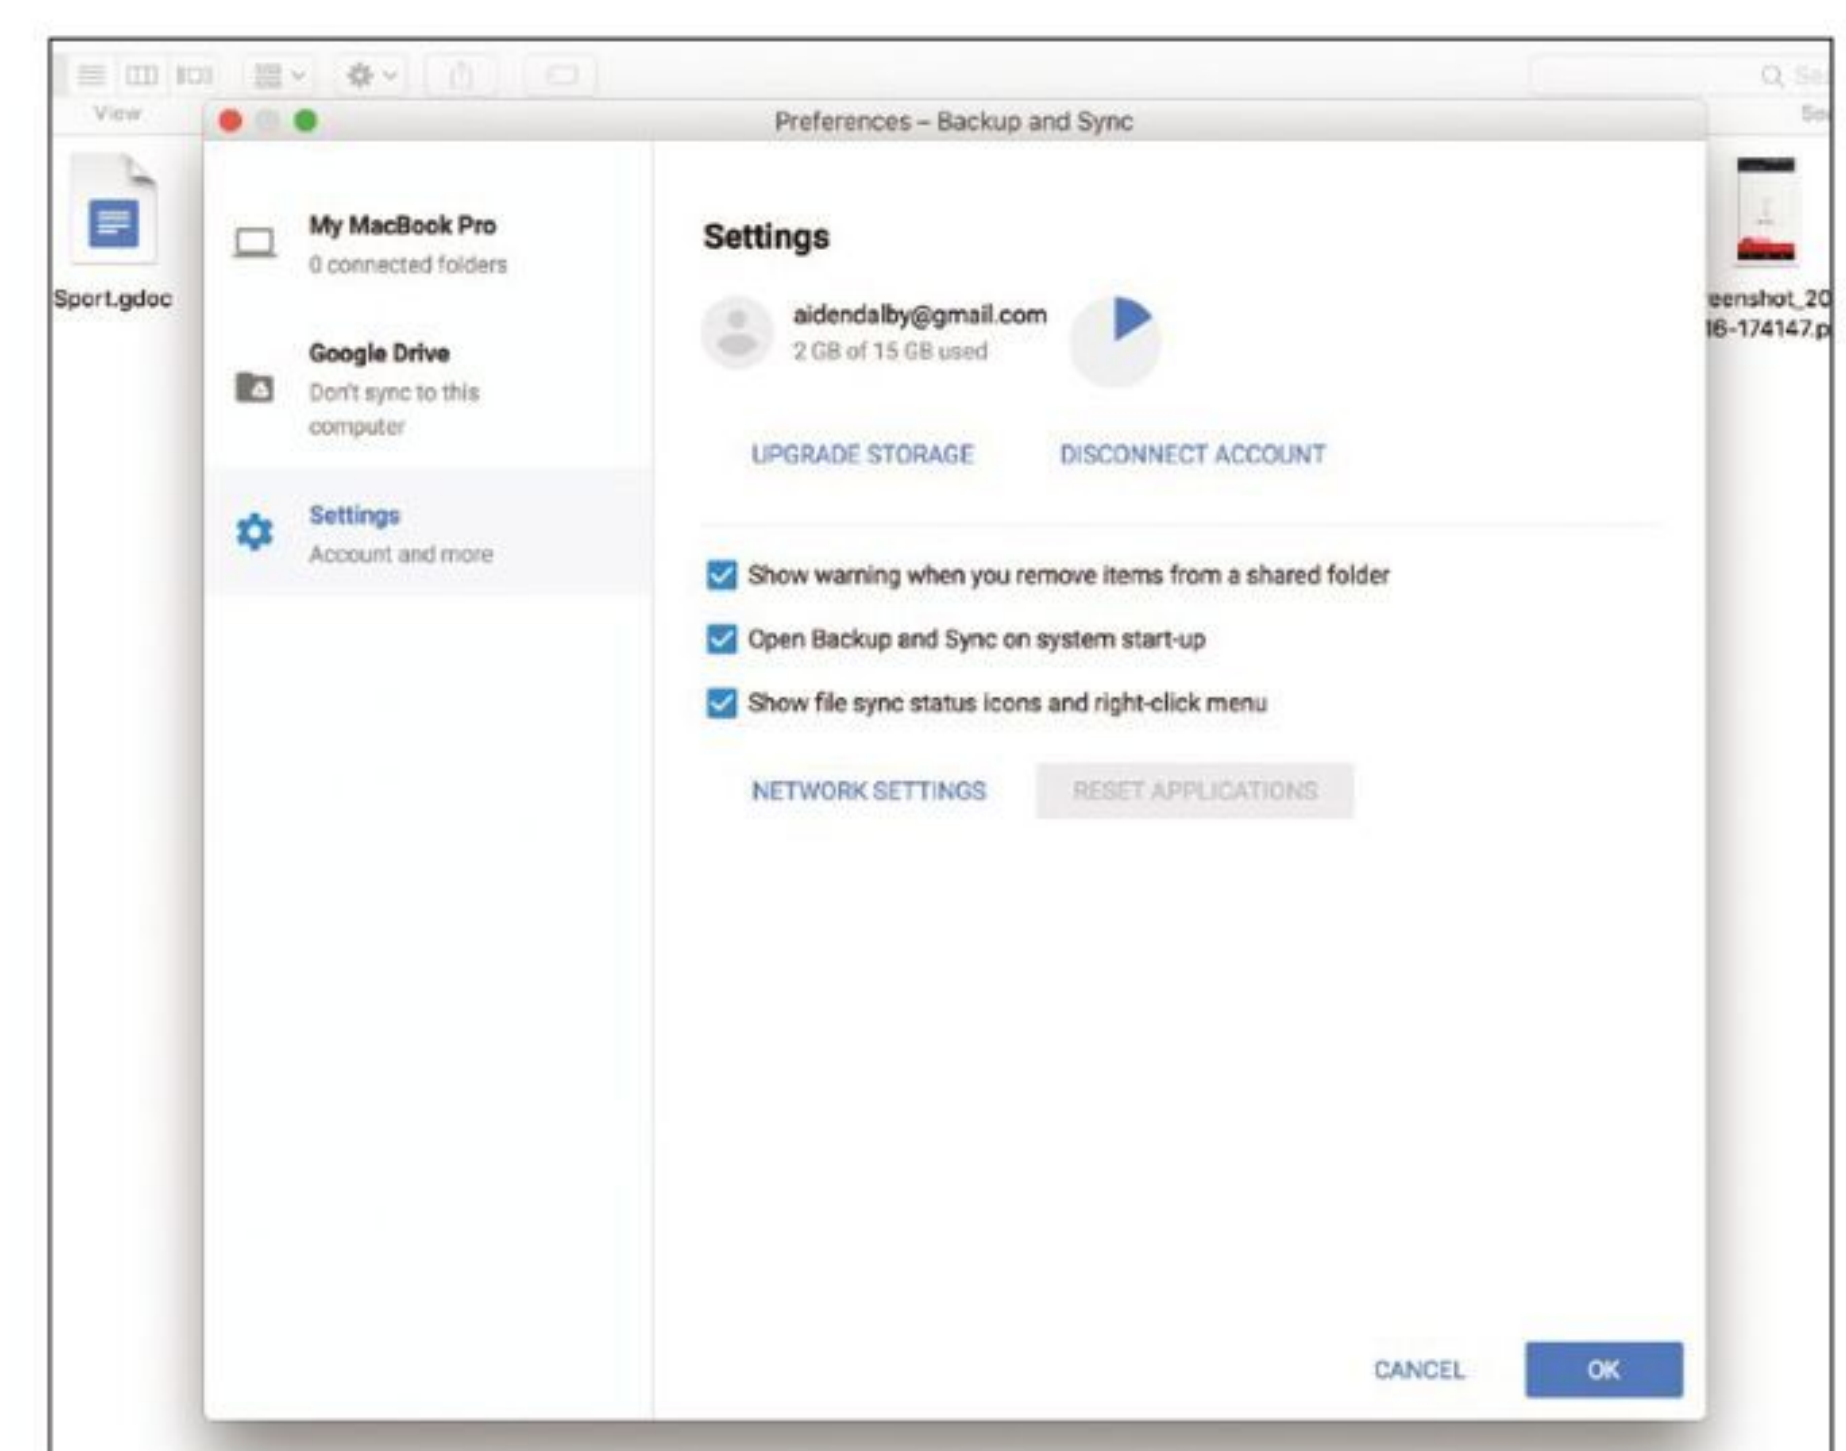 View
Preferences – Backup and Sync
Sport.gdoc
My MacBook Pro
0 connected folders
Google Drive
Don't sync to this
computer
Settings
Account and more
Settings
aidendalby@gmail.com
2 GB of 15 GB used
UPGRADE STORAGE
DISCONNECT ACCOUNT
Show warning when you remove items from a shared folder
Open Backup and Sync on system start-up
Show file sync status icons and right-click menu
NETWORK SETTINGS
RESET APPLICATIONS
CANCEL
OK
eenshot_20
16-174147.p